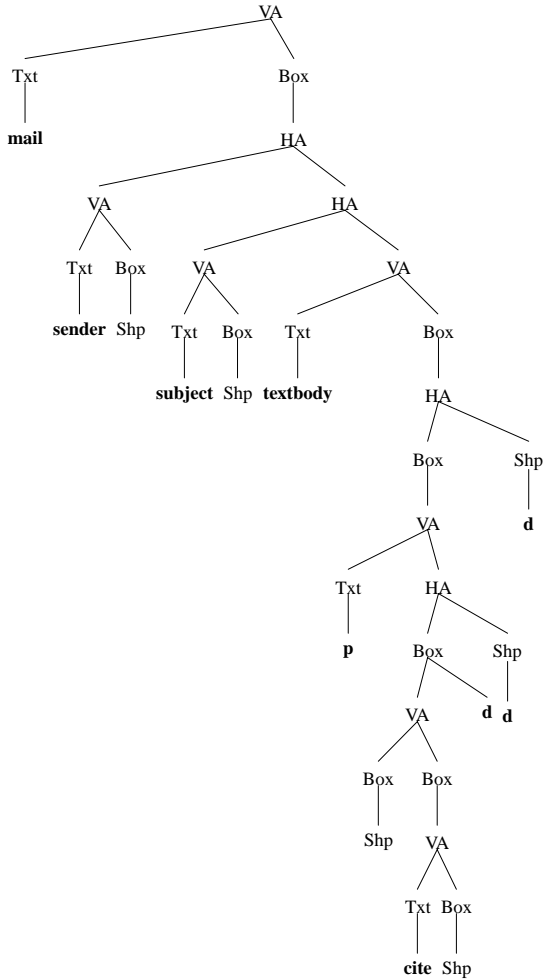 VA
Txt Box
mail HA
VA HA
Txt Box VA VA
sender Shp Txt Box Txt Box
subject Shp textbody HA
Box Shp
VA d
Txt HA
p Box Shp
VA d d
Box Box
Shp VA
Txt Box
cite Shp